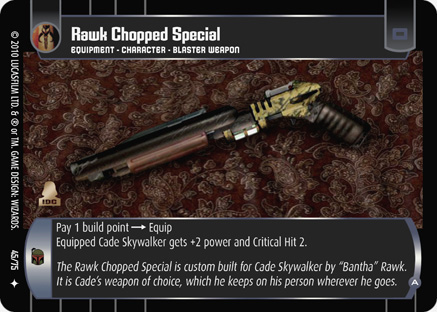 Rawk Chopped Special
EQUIPMENT - CHARACTER - BLASTER WEAPON
© 2010 LUCASFILM LTD. & ® or TM. GAME DESIGN: WIZARDS.
45/75
100
Pay 1 build point → Equip
Equipped Cade Skywalker gets +2 power and Critical Hit 2.
The Rawk Chopped Special is custom built for Cade Skywalker by "Bantha" Rawk.
It is Cade's weapon of choice, which he keeps on his person wherever he goes.
A